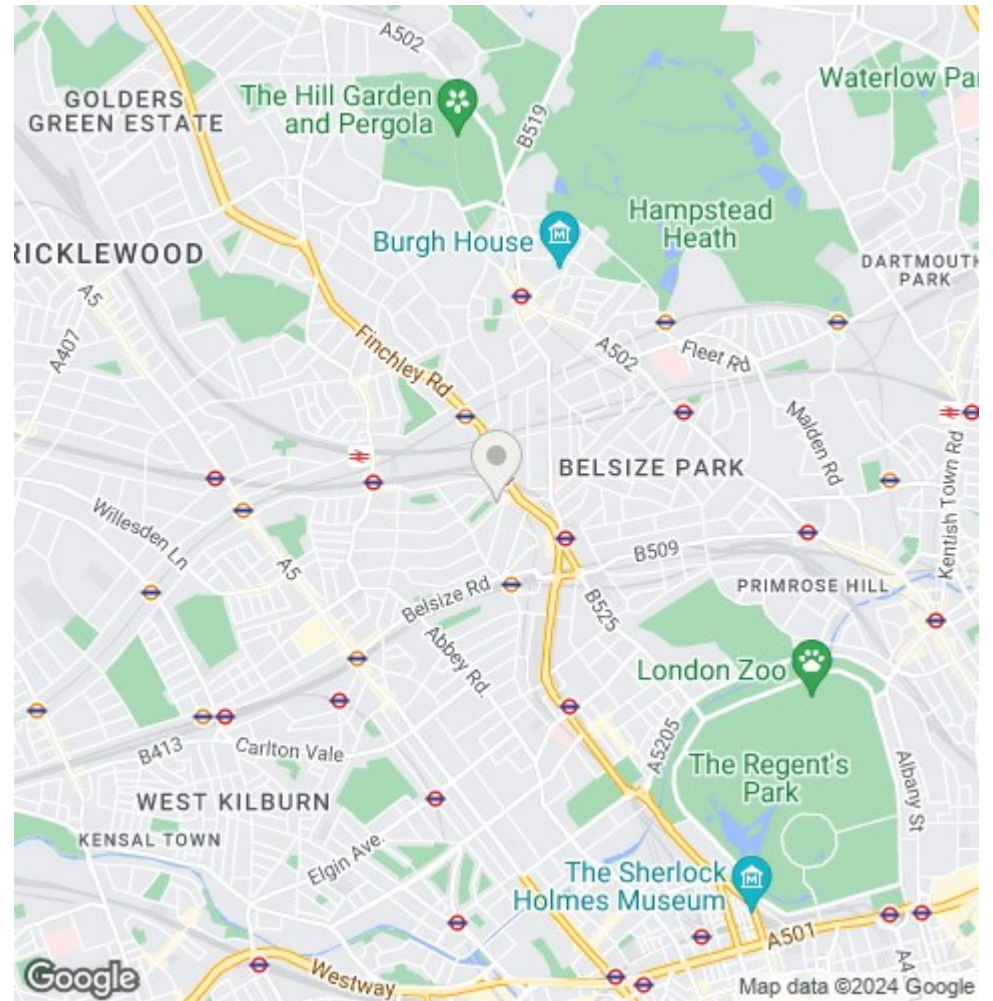 A502
GOLDERS
GREEN ESTATE
The Hill Garden
and Pergola
B519
Waterlow Par
Hampstead
Heath
Burgh House
RICKLEWOOD
DARTMOUTH
PARK
A5
A407
Finchley Rd
A502
Fleet Rd
Malden Rd
BELSIZE PARK
Kentish Town Rd
Willesden Ln
A5
B509
PRIMROSE HILL
Belsize Rd
B525
Abbey Rd.
London Zoo
A5205
B413
Carlton Vale
The Regent's
Park
Albany St
WEST KILBURN
KENSAL TOWN
Elgin Ave.
The Sherlock
Holmes Museum
A501
A4
Westway
Google
Map data ©2024 Google